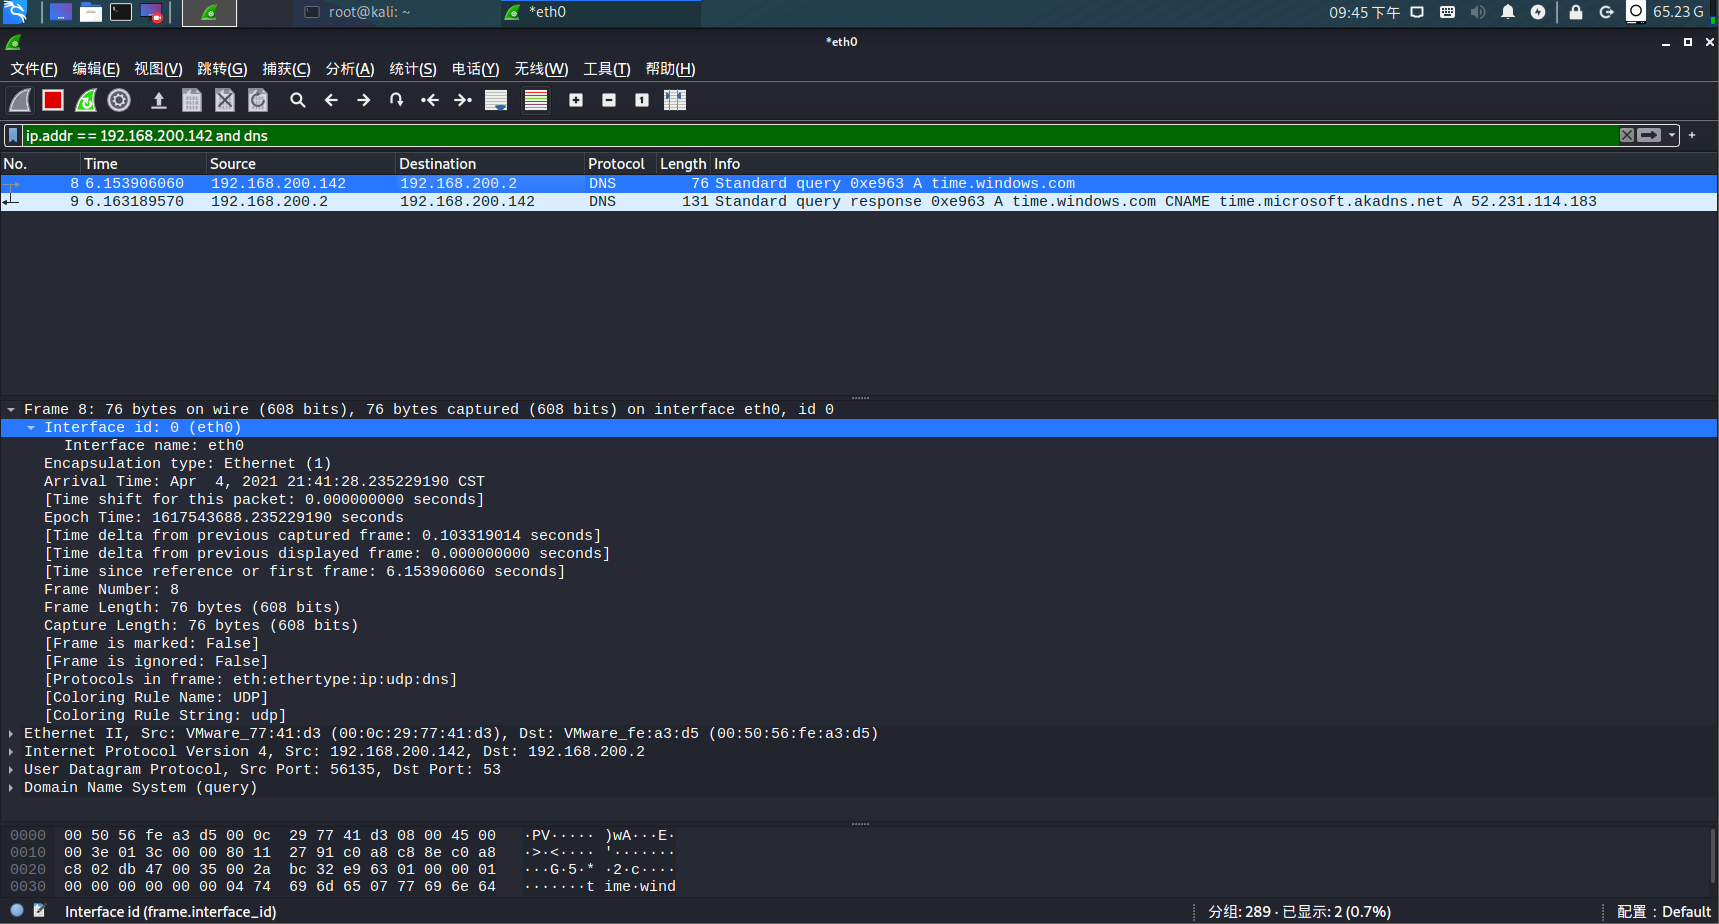 root@kali: ~
*eth0
09:45 下午
65.23 G
*eth0
文件(F) 编辑(E) 视图(V) 跳转(G) 捕获(C) 分析(A) 统计(S) 电话(Y) 无线(W) 工具(T) 帮助(H)
ip.addr == 192.168.200.142 and dns
No. Time Source Destination Protocol Length Info
8 6.153906060 192.168.200.142 192.168.200.2 DNS 76 Standard query 0xe963 A time.windows.com
9 6.163189570 192.168.200.2 192.168.200.142 DNS 131 Standard query response 0xe963 A time.windows.com CNAME time.microsoft.akadns.net A 52.231.114.183
Frame 8: 76 bytes on wire (608 bits), 76 bytes captured (608 bits) on interface eth0, id 0
Interface id: 0 (eth0)
Interface name: eth0
Encapsulation type: Ethernet (1)
Arrival Time: Apr  4, 2021 21:41:28.235229190 CST
[Time shift for this packet: 0.000000000 seconds]
Epoch Time: 1617543688.235229190 seconds
[Time delta from previous captured frame: 0.103319014 seconds]
[Time delta from previous displayed frame: 0.000000000 seconds]
[Time since reference or first frame: 6.153906060 seconds]
Frame Number: 8
Frame Length: 76 bytes (608 bits)
Capture Length: 76 bytes (608 bits)
[Frame is marked: False]
[Frame is ignored: False]
[Protocols in frame: eth:ethertype:ip:udp:dns]
[Coloring Rule Name: UDP]
[Coloring Rule String: udp]
Ethernet II, Src: VMware_77:41:d3 (00:0c:29:77:41:d3), Dst: VMware_fe:a3:d5 (00:50:56:fe:a3:d5)
Internet Protocol Version 4, Src: 192.168.200.142, Dst: 192.168.200.2
User Datagram Protocol, Src Port: 56135, Dst Port: 53
Domain Name System (query)
0000 00 50 56 fe a3 d5 00 0c 29 77 41 d3 08 00 45 00 ·PV····· )wA···E·
0010 00 3e 01 3c 00 00 80 11 27 91 c0 a8 c8 8e c0 a8 ·>·<···· '·······
0020 c8 02 db 47 00 35 00 2a bc 32 e9 63 01 00 00 01 ···G·5·* ·2·c····
0030 00 00 00 00 00 00 04 74 69 6d 65 07 77 69 6e 64 ·······t ime·wind
Interface id (frame.interface_id)
分组: 289 · 已显示: 2 (0.7%)
配置：Default